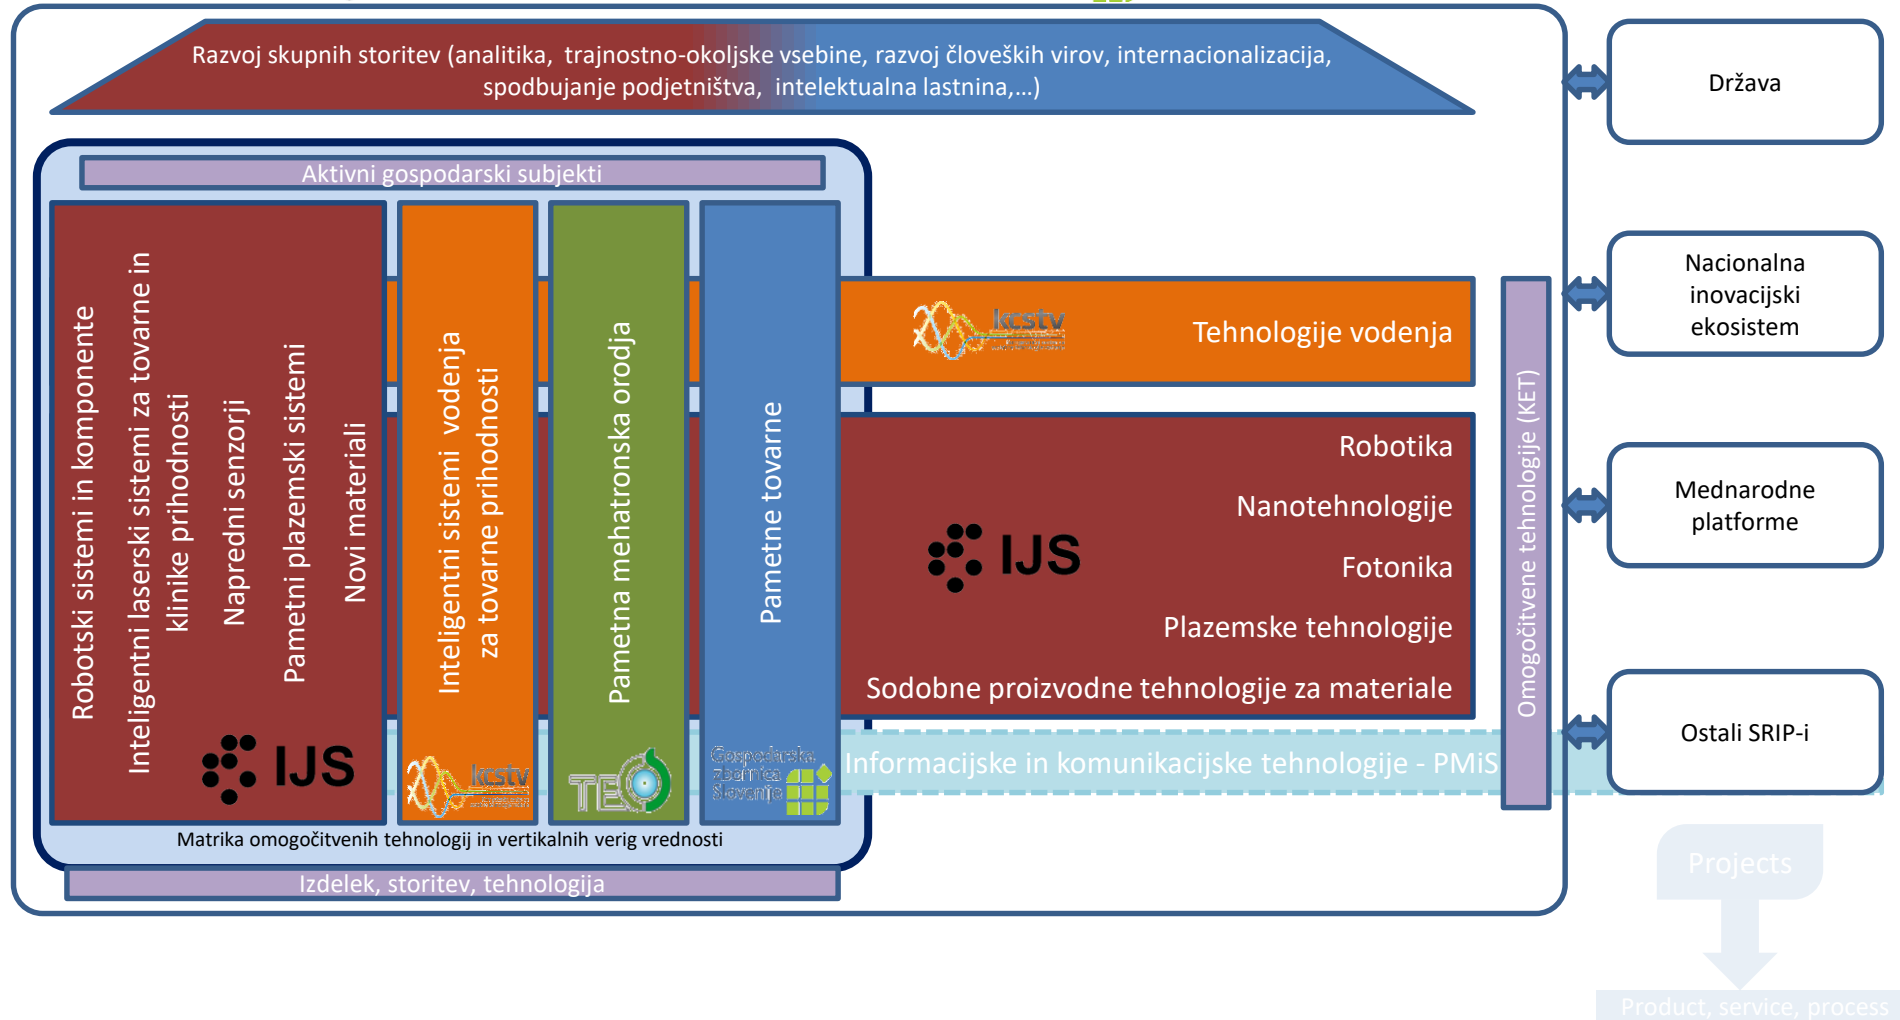 Razvoj skupnih storitev (analitika, trajnostno-okoljske vsebine, razvoj človeških virov, internacionalizacija,
spodbujanje podjetništva, intelektualna lastnina,...)
Aktivni gospodarski subjekti
Robotski sistemi in komponente
Inteligentni laserski sistemi za tovarne in
klinike prihodnosti
Napredni senzorji
Pametni plazemski sistemi
Novi materiali
IJS
Inteligentni sistemi vodenja
za tovarne prihodnosti
kcstv
Pametna mehatronska orodja
TECS
Pametne tovarne
Gospodarska
zbornica
Slovenije
Matrika omogočitvenih tehnologij in vertikalnih verig vrednosti
Izdelek, storitev, tehnologija
kcstv
Tehnologije vodenja
IJS
Robotika
Nanotehnologije
Fotonika
Plazemske tehnologije
Sodobne proizvodne tehnologije za materiale
Informacijske in komunikacijske tehnologije - PMiS
Omogočitvene tehnologije (KET)
Država
Nacionalna
inovacijski
ekosistem
Mednarodne
platforme
Ostali SRIP-i
Projects
Product, service, process